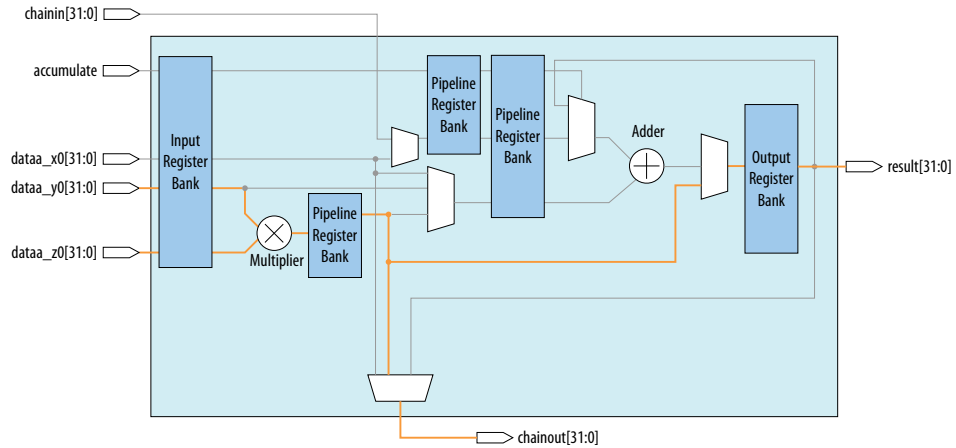 chainin[31:0]
accumulate
dataa_x0[31:0]
dataa_y0[31:0]
dataa_z0[31:0]
Input
Register
Bank
Multiplier
Pipeline
Register
Bank
Pipeline
Register
Bank
Pipeline
Register
Bank
Adder
Output
Register
Bank
result[31:0]
chainout[31:0]